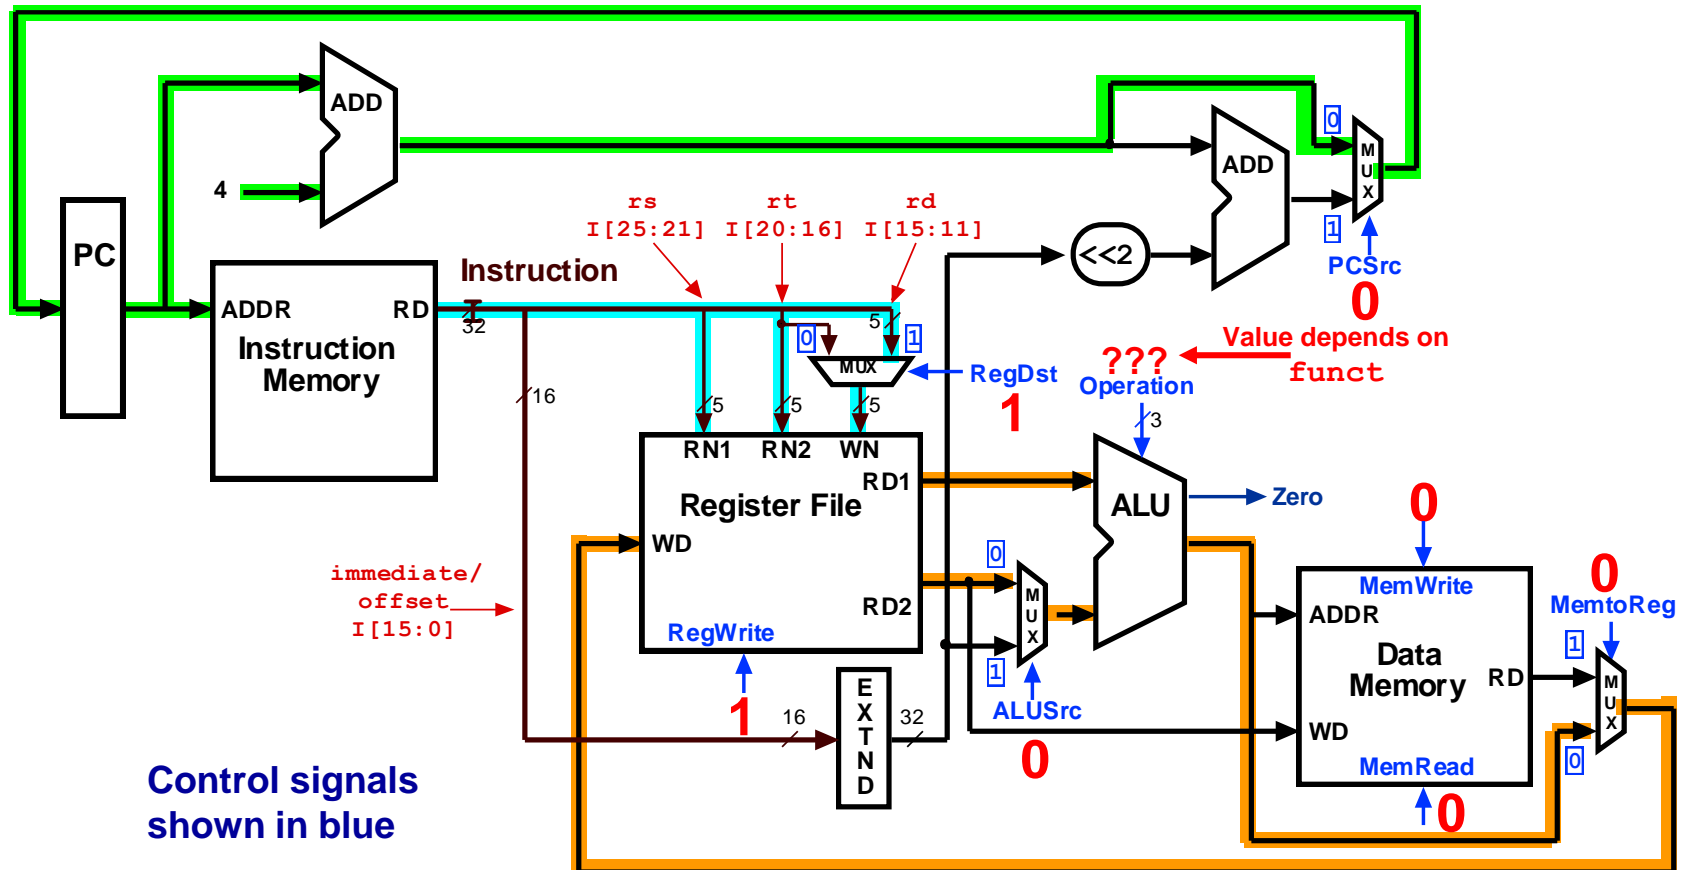 ADD
4
PC
ADDR
RD
Instruction
Memory
Instruction
I
32
rs
I[25:21]
rt
I[20:16]
rd
I[15:11]
5
0
1
MUX
RegDst
1
16
5
5
5
RN1
RN2
WN
RD1
Register File
WD
RD2
RegWrite
1
immediate/
offset
I[15:0]
16
EXTND
32
<<2
ADD
0
MUX
1
PCSrc
0
Value depends on
funct
???
Operation
3
ALU
Zero
0
MUX
1
ALUSrc
0
0
MemWrite
ADDR
Data
Memory
RD
WD
MemRead
0
0
MemtoReg
1
MUX
0
Control signals
shown in blue